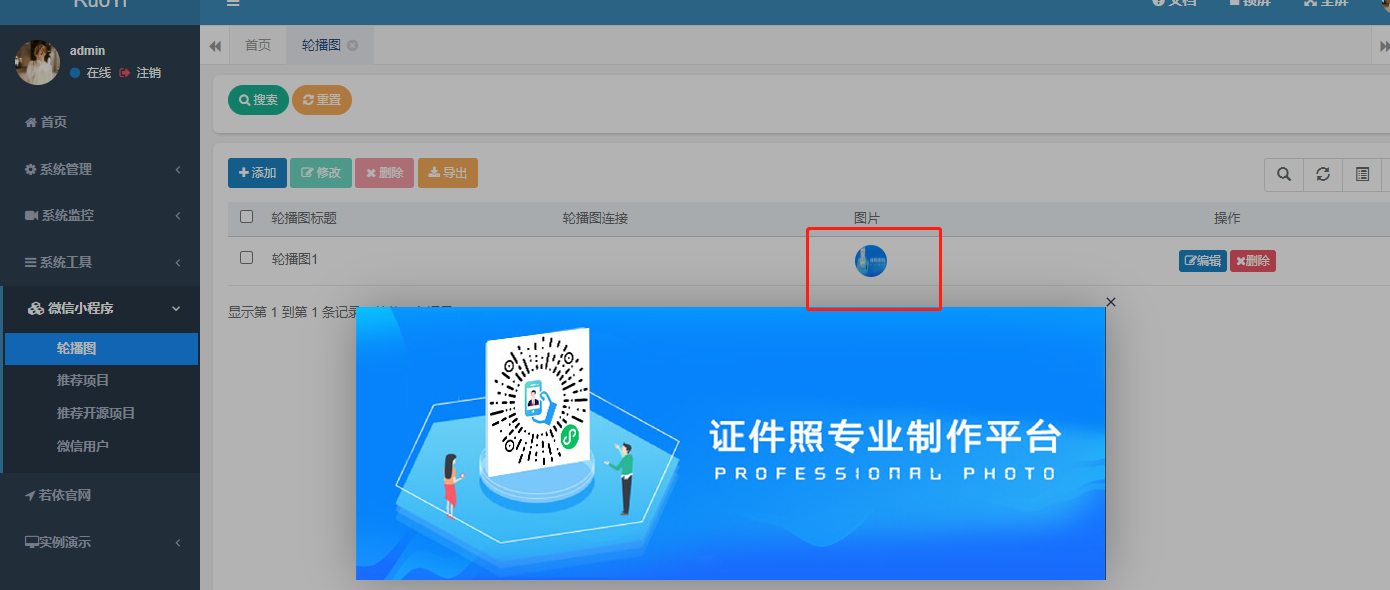 RuoYi
文档 锁屏 全屏
admin
在线 注销
首页 轮播图
首页
系统管理
系统监控
系统工具
微信小程序
轮播图
推荐项目
推荐开源项目
微信用户
若依官网
实例演示
搜索 重置
添加 修改 删除 导出
轮播图标题 轮播图连接 图片 操作
轮播图1 编辑 删除
显示第 1 到第 1 条记录
证件照专业制作平台
PROFESSIONAL PHOTO